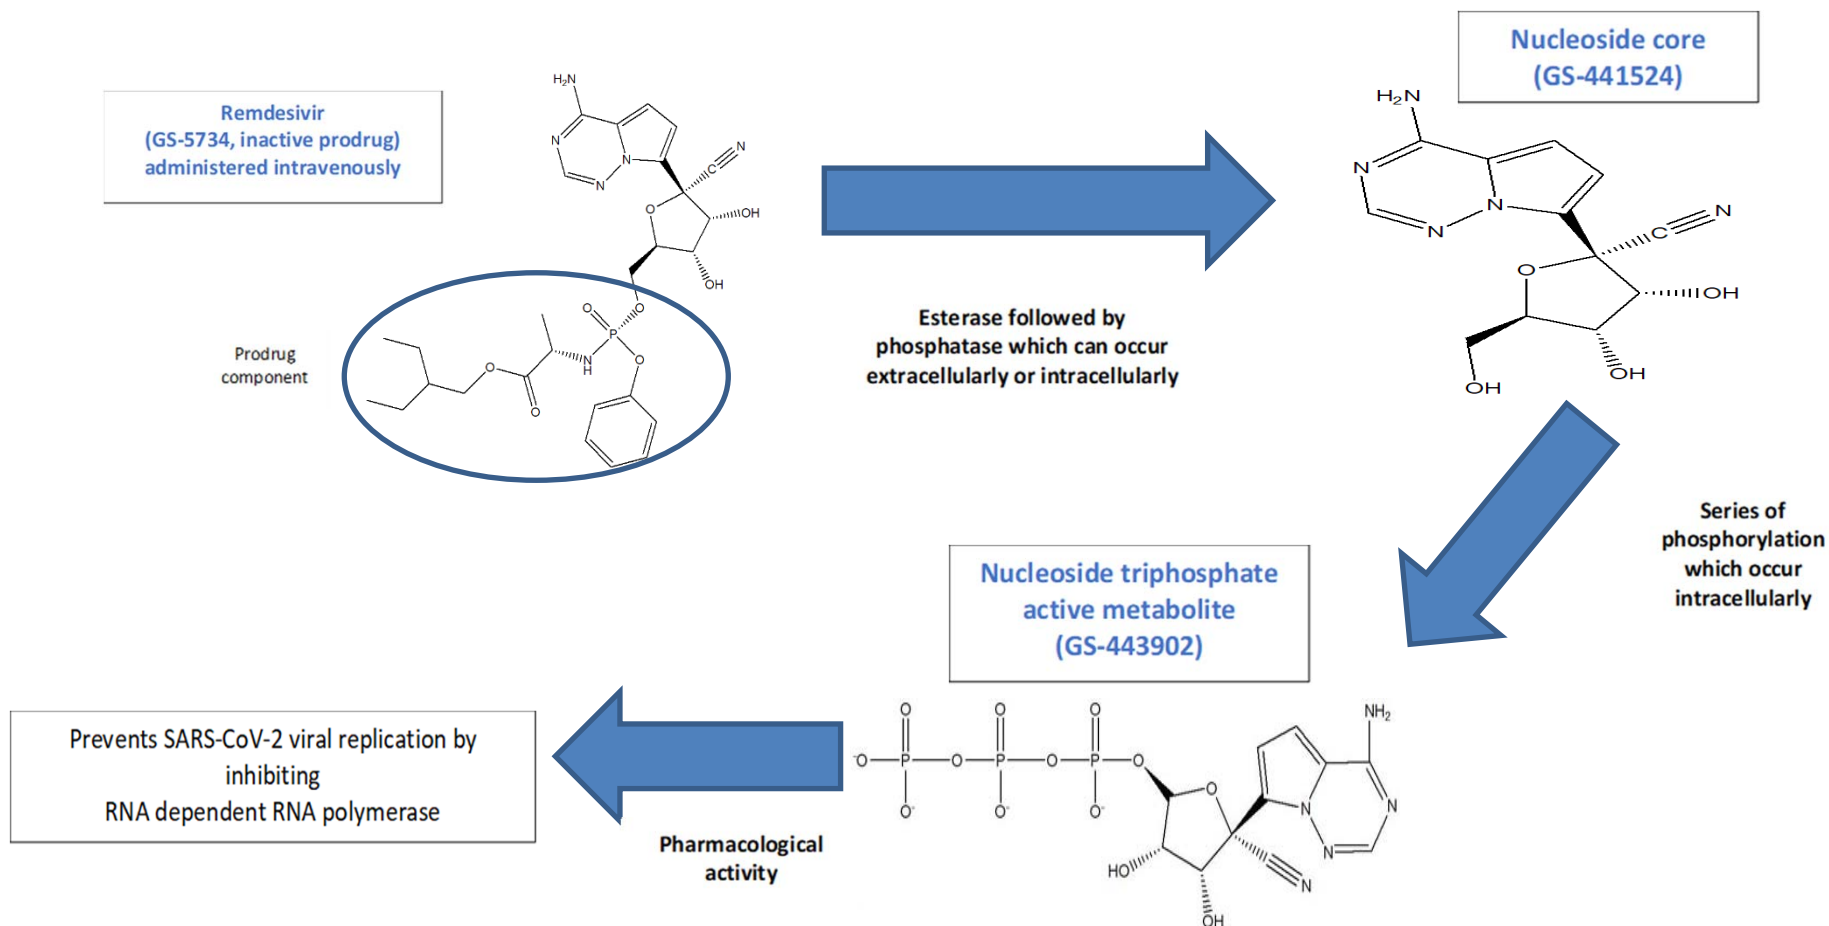 Remdesivir
(GS-5734, inactive prodrug)
administered intravenously
H₂N
N
N
N
C
N
O
OH
OH
O
O
P
N
H
O
O
O
Prodrug
component
Esterase followed by
phosphatase which can occur
extracellularly or intracellularly
Nucleoside core
(GS-441524)
H₂N
N
N
N
C
N
O
OH
OH
OH
Series of
phosphorylation
which occur
intracellularly
Nucleoside triphosphate
active metabolite
(GS-443902)
O
O
O
⁻O
P
O
P
O
P
O
O⁻
O⁻
O⁻
O
NH₂
N
N
N
N
HO
OH
Pharmacological
activity
Prevents SARS-CoV-2 viral replication by
inhibiting
RNA dependent RNA polymerase